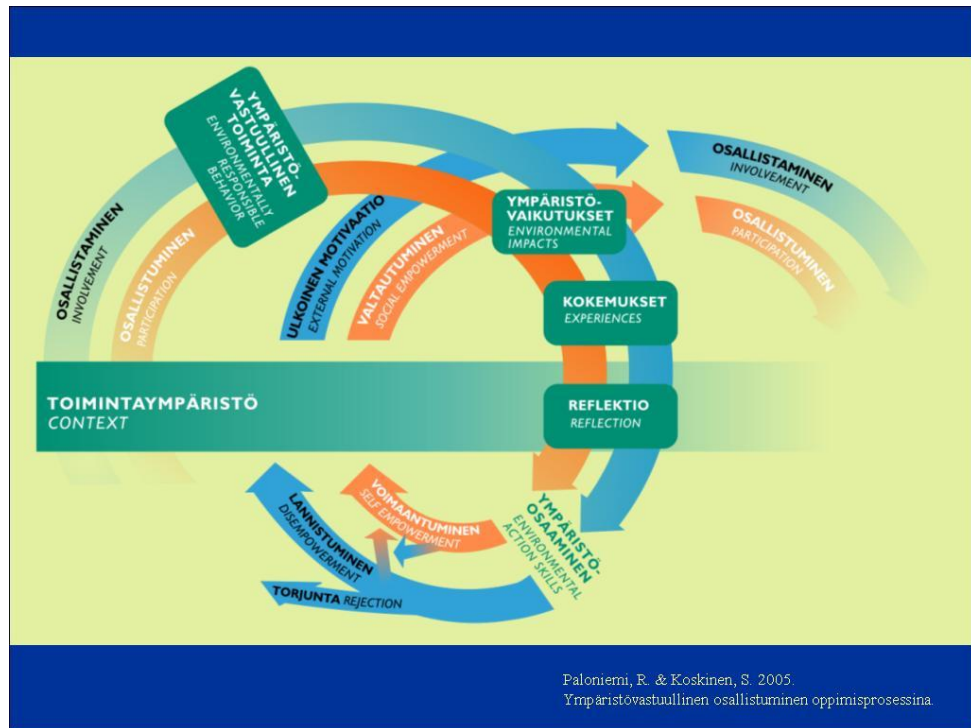 YMPÄRISTÖ-
VASTUULLINEN
TOIMINTA
ENVIRONMENTALLY
RESPONSIBLE
BEHAVIOR
OSALLISTAMINEN
INVOLVEMENT
OSALLISTUMINEN
PARTICIPATION
ULKOINEN MOTIVAATIO
EXTERNAL MOTIVATION
VALTAUTUMINEN
SOCIAL EMPOWERMENT
YMPÄRISTÖ-
VAIKUTUKSET
ENVIRONMENTAL
IMPACTS
OSALLISTAMINEN
INVOLVEMENT
OSALLISTUMINEN
PARTICIPATION
KOKEMUKSET
EXPERIENCES
TOIMINTAYMPÄRISTÖ
CONTEXT
REFLEKTIO
REFLECTION
LANNISTUMINEN
DISEMPOWERMENT
VOIMAANTUMINEN
SELF EMPOWERMENT
YMPÄRISTÖ-
OSAAMINEN
ENVIRONMENTAL
ACTION SKILLS
TORJUNTA REJECTION
Paloniemi, R. & Koskinen, S. 2005.
Ympäristövastuullinen osallistuminen oppimisprosessina.